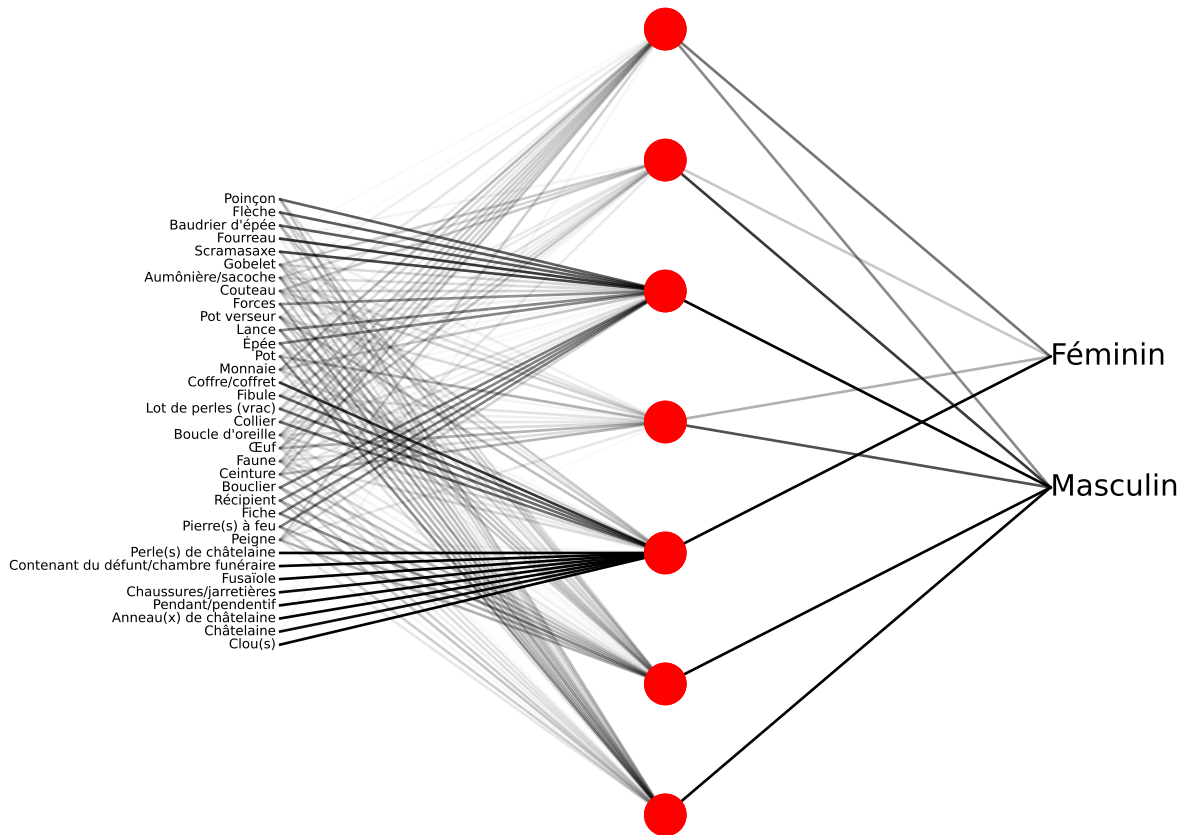 Poinçon
Flèche
Baudrier d'épée
Fourreau
Scramasaxe
Gobelet
Aumônière/sacoche
Couteau
Forces
Pot verseur
Lance
Épée
Pot
Monnaie
Coffre/coffret
Fibule
Lot de perles (vrac)
Collier
Boucle d'oreille
Œuf
Faune
Ceinture
Bouclier
Récipient
Fiche
Pierre(s) à feu
Peigne
Perle(s) de châtelaine
Contenant du défunt/chambre funéraire
Fusaïole
Chaussures/jarretières
Pendant/pendentif
Anneau(x) de châtelaine
Châtelaine
Clou(s)
Féminin
Masculin